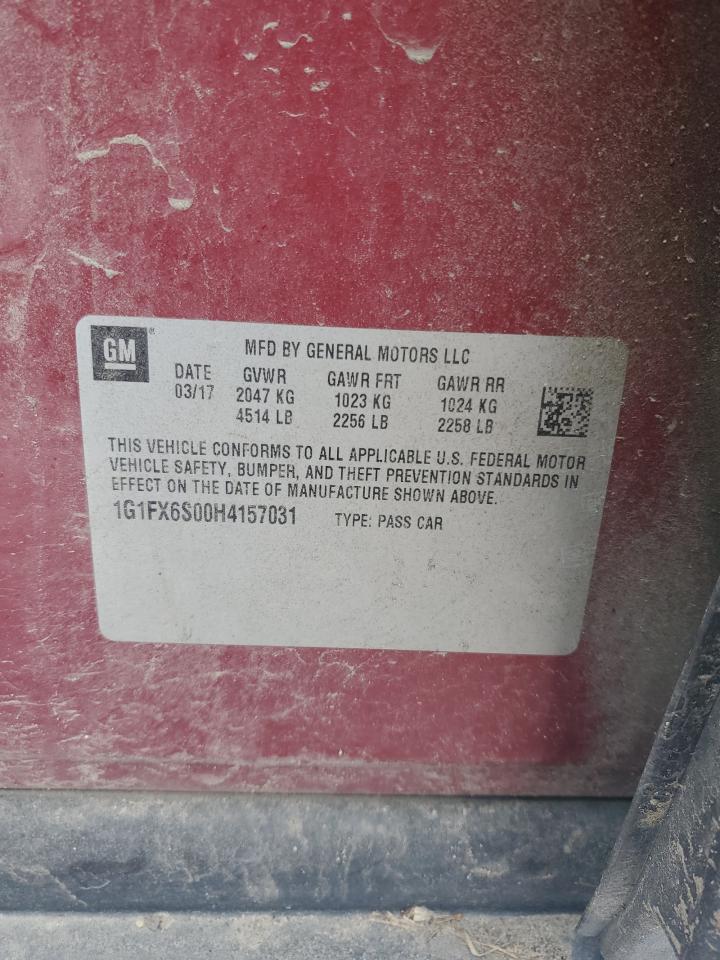 GM® MFD BY GENERAL MOTORS LLC
DATE GVWR GAWR FRT GAWR RR
03/17 2047 KG 1023 KG 1024 KG
4514 LB 2256 LB 2258 LB
THIS VEHICLE CONFORMS TO ALL APPLICABLE U.S. FEDERAL MOTOR
VEHICLE SAFETY, BUMPER, AND THEFT PREVENTION STANDARDS IN
EFFECT ON THE DATE OF MANUFACTURE SHOWN ABOVE.
1G1FX6S00H4157031 TYPE: PASS CAR